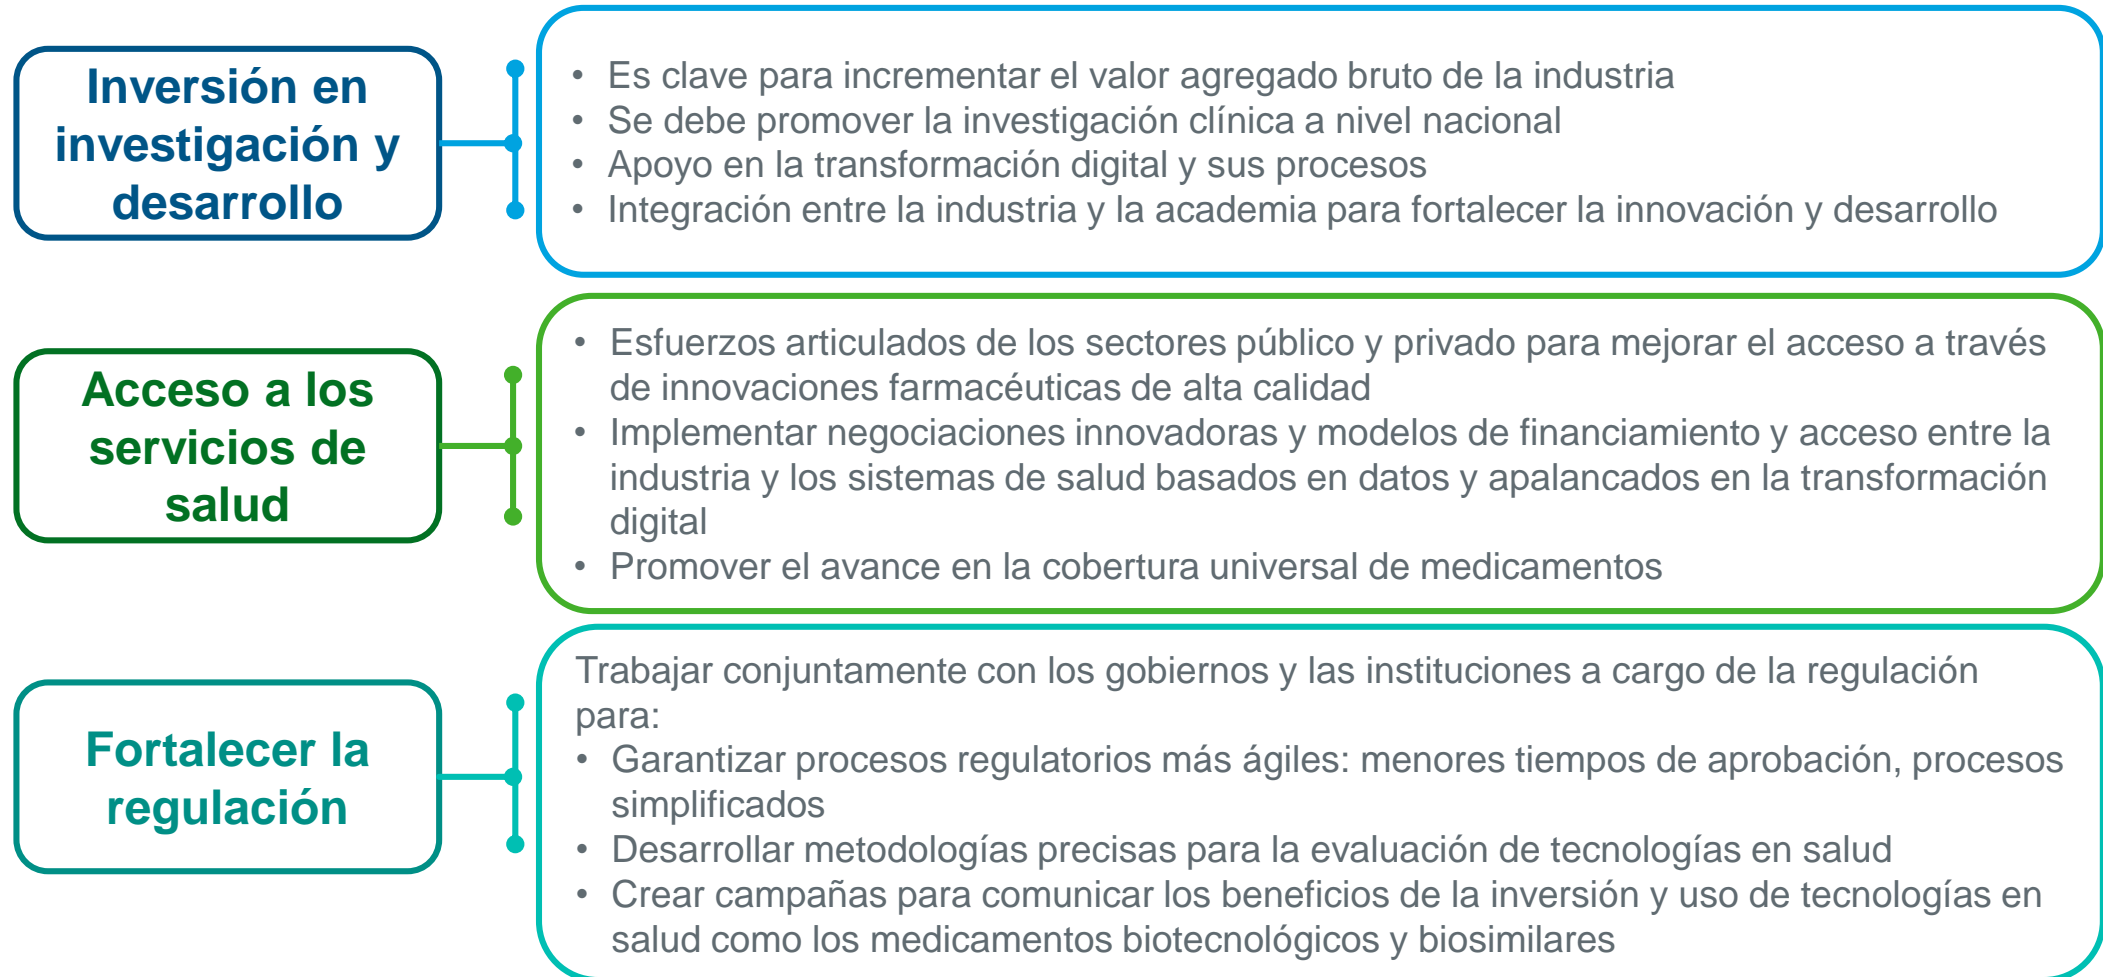 Inversión en
investigación y
desarrollo
• Es clave para incrementar el valor agregado bruto de la industria
• Se debe promover la investigación clínica a nivel nacional
• Apoyo en la transformación digital y sus procesos
• Integración entre la industria y la academia para fortalecer la innovación y desarrollo
Acceso a los
servicios de
salud
• Esfuerzos articulados de los sectores público y privado para mejorar el acceso a través
de innovaciones farmacéuticas de alta calidad
• Implementar negociaciones innovadoras y modelos de financiamiento y acceso entre la
industria y los sistemas de salud basados en datos y apalancados en la transformación
digital
• Promover el avance en la cobertura universal de medicamentos
Fortalecer la
regulación
Trabajar conjuntamente con los gobiernos y las instituciones a cargo de la regulación
para:
• Garantizar procesos regulatorios más ágiles: menores tiempos de aprobación, procesos
simplificados
• Desarrollar metodologías precisas para la evaluación de tecnologías en salud
• Crear campañas para comunicar los beneficios de la inversión y uso de tecnologías en
salud como los medicamentos biotecnológicos y biosimilares